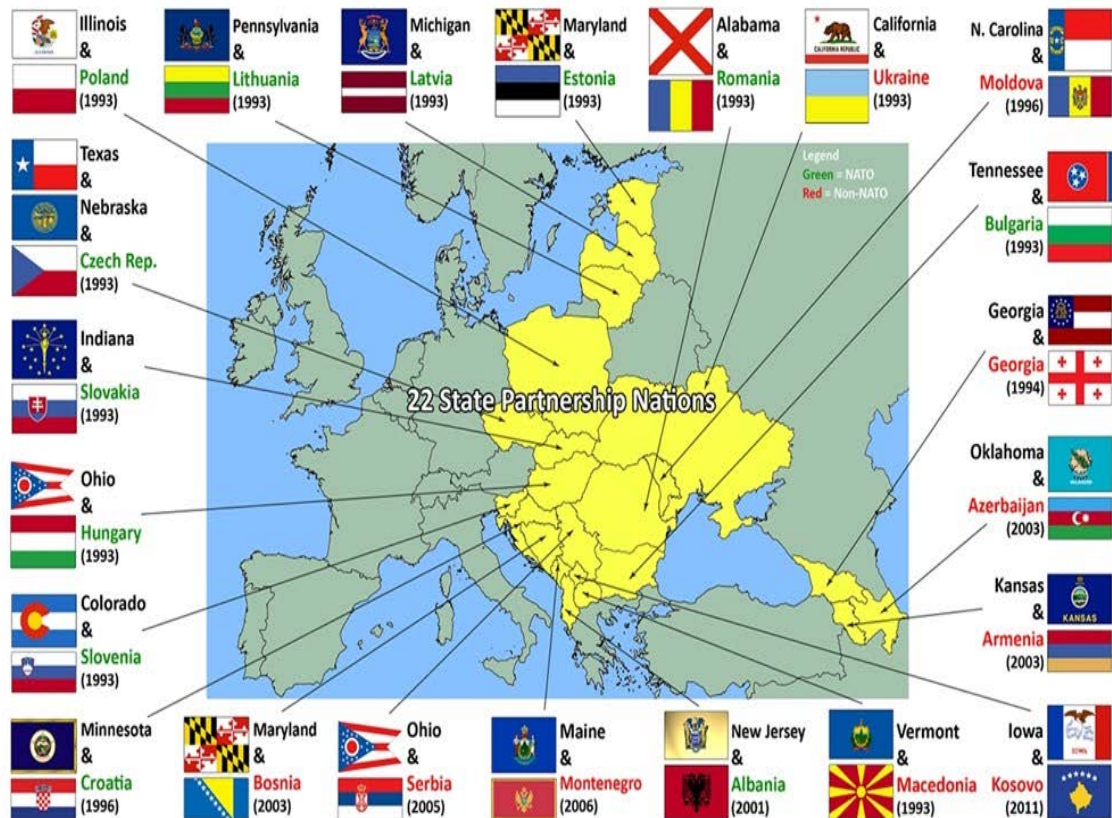 Illinois
&
Poland
(1993)
Pennsylvania
&
Lithuania
(1993)
Michigan
&
Latvia
(1993)
Maryland
&
Estonia
(1993)
Alabama
&
Romania
(1993)
California
&
Ukraine
(1993)
CALIFORNIA REPUBLIC
N. Carolina
&
Moldova
(1996)
Texas
&
Nebraska
&
Czech Rep.
(1993)
Legend
Green = NATO
Red = Non-NATO
Tennessee
&
Bulgaria
(1993)
Indiana
&
Slovakia
(1993)
Georgia
&
Georgia
(1994)
22 State Partnership Nations
Ohio
&
Hungary
(1993)
Oklahoma
&
Azerbaijan
(2003)
Colorado
&
Slovenia
(1993)
Kansas
&
Armenia
(2003)
KANSAS
Minnesota
&
Croatia
(1996)
Maryland
&
Bosnia
(2003)
Ohio
&
Serbia
(2005)
Maine
&
Montenegro
(2006)
New Jersey
&
Albania
(2001)
Vermont
&
Macedonia
(1993)
Iowa
&
Kosovo
(2011)
IOWA